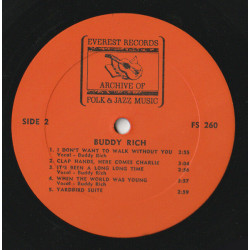 EVEREST RECORDS
ARCHIVE OF
FOLK & JAZZ MUSIC
SIDE 2
FS 260
BUDDY RICH
1. I DON'T WANT TO WALK WITHOUT YOU
Vocal - Buddy Rich
2. CLAP HANDS, HERE COMES CHARLIE
3. IT'S BEEN A LONG LONG TIME
Vocal - Buddy Rich
4. WHEN THE WORLD WAS YOUNG
Vocal - Buddy Rich
5. YARDBIRD SUITE